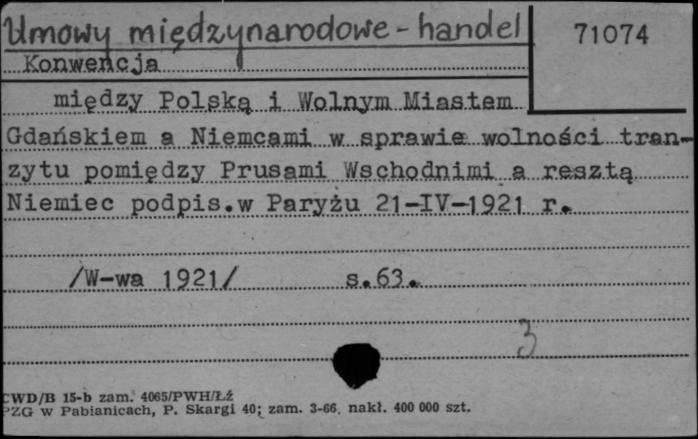 Umowy międzynarodowe - handel
71074
Konwencja
między Polską i Wolnym Miastem
Gdańskiem a Niemcami w sprawie wolności tran-
zytu pomiędzy Prusami Wschodnimi a resztą
Niemiec podpis.w Paryżu 21-IV-1921 r.
/W-wa 1921/ s.63.
3
CWD/B 15-b zam. 4065/PWH/Łź
PZG w Pabianicach, P. Skargi 40; zam. 3-66 nakł. 400 000 szt.